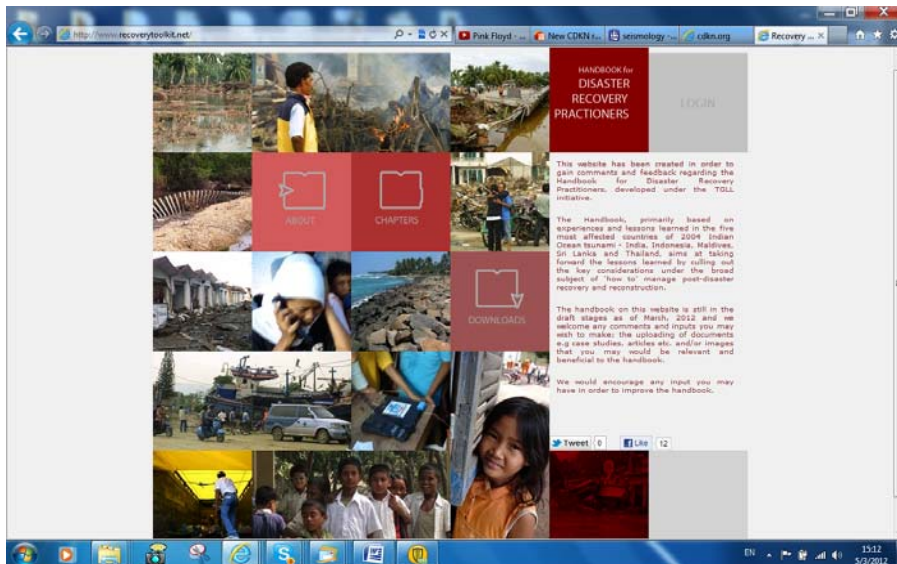 http://www.recoverytoolkit.net/
Pink Floyd - ...
New CDKN r...
seismology -...
cdkn.org
Recovery ...
HANDBOOK for
DISASTER
RECOVERY
PRACTIONERS
LOGIN
This website has been created in order to
gain comments and feedback regarding the
Handbook for Disaster Recovery
Practitioners, developed under the TGLL
initiative.
The Handbook, primarily based on
experiences and lessons learned in the five
most affected countries of 2004 Indian
Ocean tsunami - India, Indonesia, Maldives,
Sri Lanka and Thailand, aims at taking
forward the lessons learned by culling out
the key considerations under the broad
subject of 'how to' manage post-disaster
recovery and reconstruction.
The handbook on this website is still in the
draft stages as of March, 2012 and we
welcome any comments and inputs you may
wish to make; the uploading of documents
e.g case studies, articles etc. and/or images
that you may would be relevant and
beneficial to the handbook.
We would encourage any input you may
have in order to improve the handbook.
ABOUT
CHAPTERS
DOWNLOADS
Tweet 0 Like 12
EN
15:12
5/3/2012